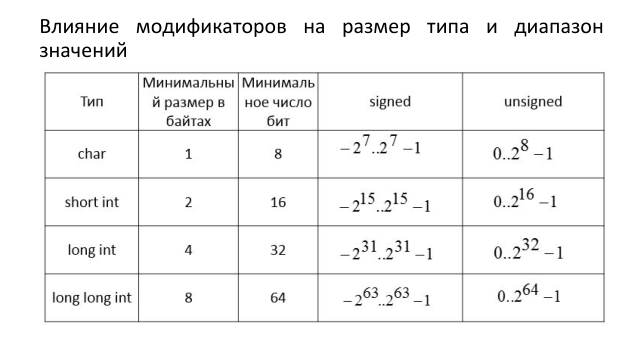 Влияние модификаторов на размер типа и диапазон
значений
Тип
Минимальны
й размер в
байтах
Минималь
ное число
бит
signed
unsigned
char
1
8
−2^7..2^7 −1
0..2^8 −1
short int
2
16
−2^15..2^15 −1
0..2^16 −1
long int
4
32
−2^31..2^31 −1
0..2^32 −1
long long int
8
64
−2^63..2^63 −1
0..2^64 −1